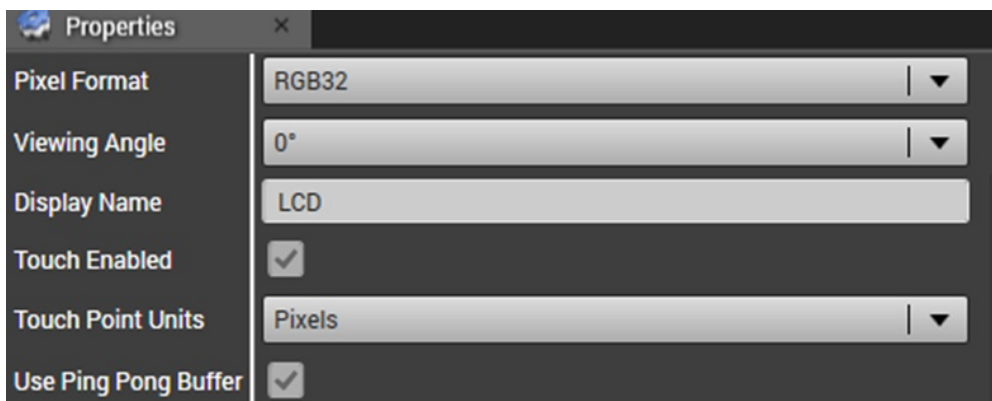 Properties
Pixel Format RGB32
Viewing Angle 0°
Display Name LCD
Touch Enabled
Touch Point Units Pixels
Use Ping Pong Buffer